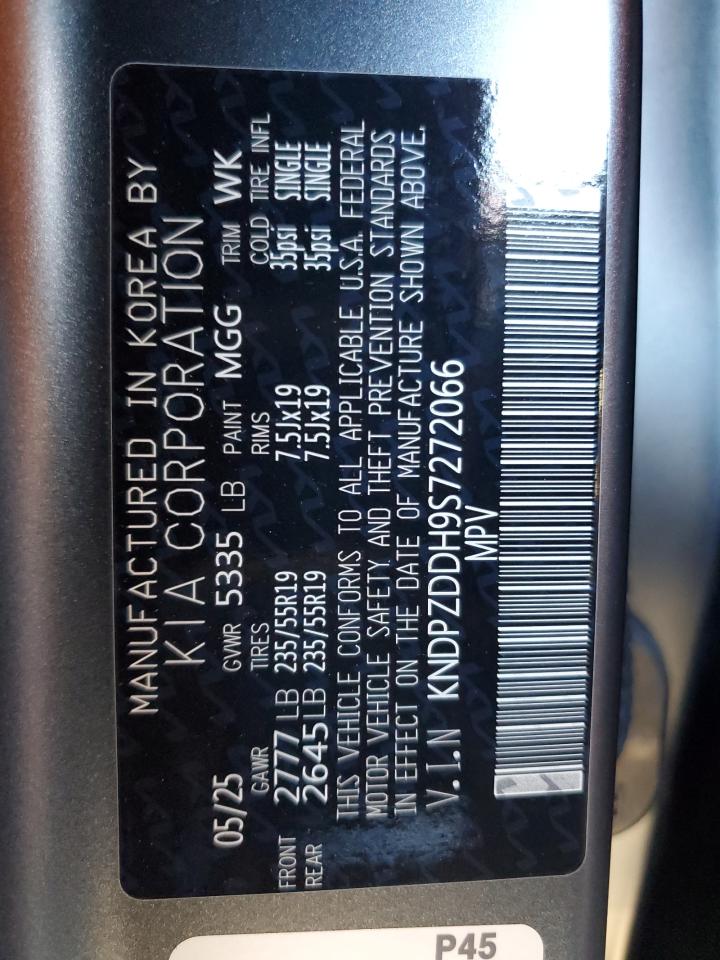 MANUFACTURED IN KOREA BY
KIA CORPORATION
05/25 GVWR 5335 LB PAINT MGG TRIM WK
GAWR TIRES RIMS COLD TIRE INFL
FRONT 2777 LB 235/55R19 7.5Jx19 35psi SINGLE
REAR 2645 LB 235/55R19 7.5Jx19 35psi SINGLE
THIS VEHICLE CONFORMS TO ALL APPLICABLE U.S.A. FEDERAL
MOTOR VEHICLE SAFETY AND THEFT PREVENTION STANDARDS
IN EFFECT ON THE DATE OF MANUFACTURE SHOWN ABOVE.
V.I.N KNDPZDDH9S7272066
MPV
P45